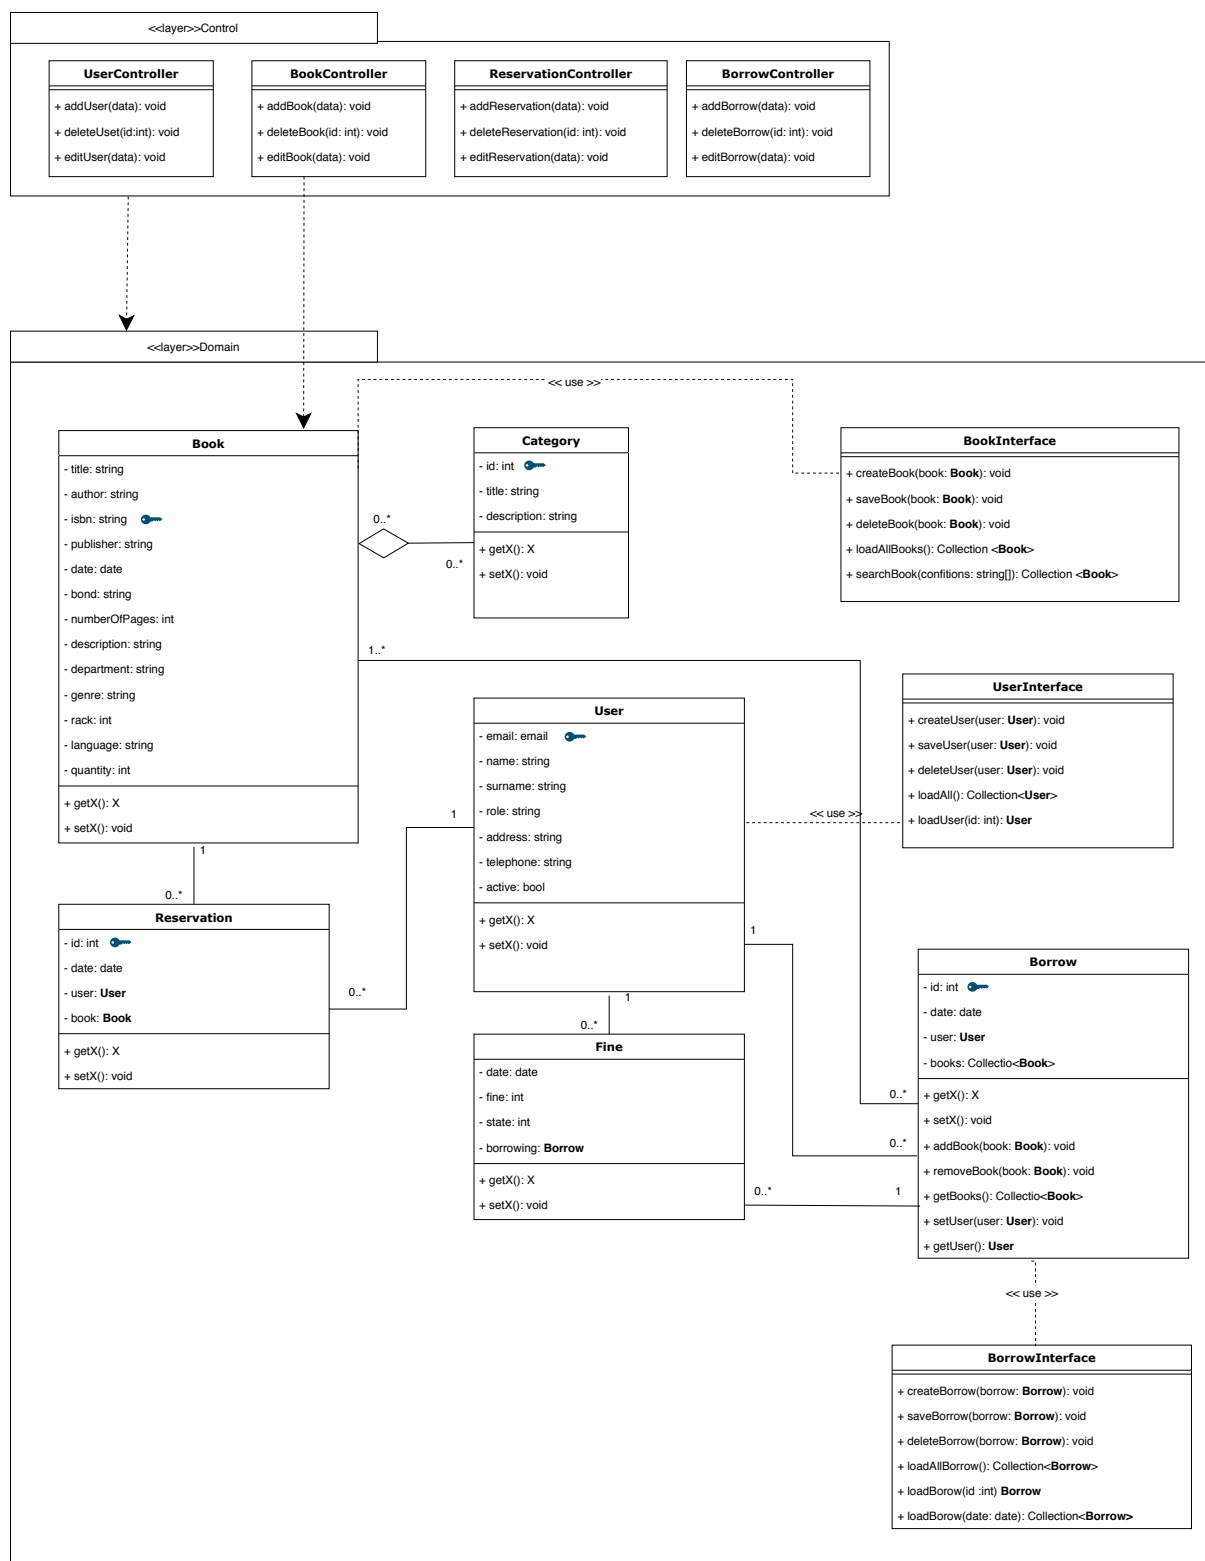 <<layer>>Control
UserController
+ addUser(data): void
+ deleteUset(id:int): void
+ editUser(data): void
BookController
+ addBook(data): void
+ deleteBook(id: int): void
+ editBook(data): void
ReservationController
+ addReservation(data): void
+ deleteReservation(id: int): void
+ editReservation(data): void
BorrowController
+ addBorrow(data): void
+ deleteBorrow(id: int): void
+ editBorrow(data): void
<<layer>>Domain
<< use >>
Book
- title: string
- author: string
- isbn: string
- publisher: string
- date: date
- bond: string
- numberOfPages: int
- description: string
- department: string
- genre: string
- rack: int
- language: string
- quantity: int
+ getX(): X
+ setX(): void
0..*
0..*
Category
- id: int
- title: string
- description: string
+ getX(): X
+ setX(): void
BookInterface
+ createBook(book: Book): void
+ saveBook(book: Book): void
+ deleteBook(book: Book): void
+ loadAllBooks(): Collection <Book>
+ searchBook(confitions: string[]): Collection <Book>
1..*
User
- email: email
- name: string
- surname: string
- role: string
- address: string
- telephone: string
- active: bool
+ getX(): X
+ setX(): void
<< use >>
UserInterface
+ createUser(user: User): void
+ saveUser(user: User): void
+ deleteUser(user: User): void
+ loadAll(): Collection<User>
+ loadUser(id: int): User
1
1
0..*
Reservation
- id: int
- date: date
- user: User
- book: Book
+ getX(): X
+ setX(): void
0..*
1
1
0..*
Fine
- date: date
- fine: int
- state: int
- borrowing: Borrow
+ getX(): X
+ setX(): void
0..*
1
0..*
0..*
Borrow
- id: int
- date: date
- user: User
- books: Collectio<Book>
+ getX(): X
+ setX(): void
+ addBook(book: Book): void
+ removeBook(book: Book): void
+ getBooks(): Collectio<Book>
+ setUser(user: User): void
+ getUser(): User
<< use >>
BorrowInterface
+ createBorrow(borrow: Borrow): void
+ saveBorrow(borrow: Borrow): void
+ deleteBorrow(borrow: Borrow): void
+ loadAllBorrow(): Collection<Borrow>
+ loadBorow(id :int) Borrow
+ loadBorow(date: date): Collection<Borrow>